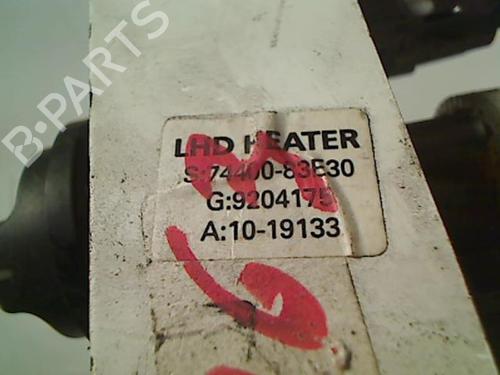 B-PARTS
LHD HEATER
S:74400-83E30
G:9204175
A:10-19133